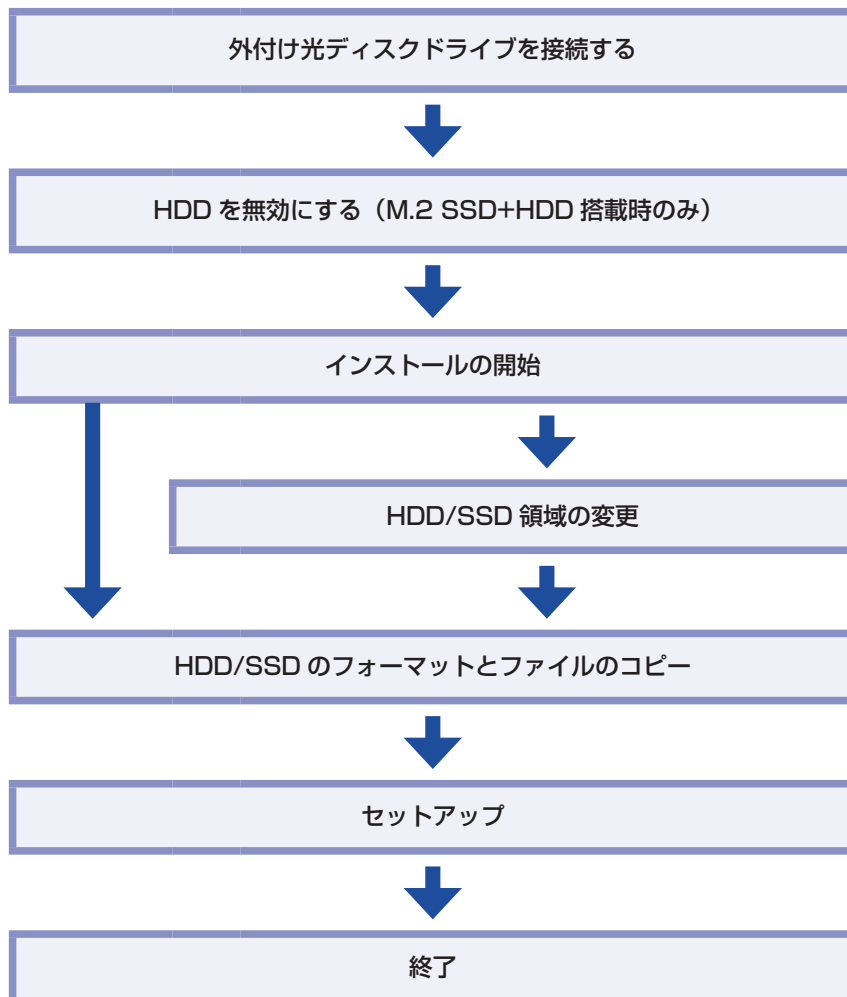 外付け光ディスクドライブを接続する
HDD を無効にする（M.2 SSD+HDD 搭載時のみ）
インストールの開始
HDD/SSD 領域の変更
HDD/SSD のフォーマットとファイルのコピー
セットアップ
終了